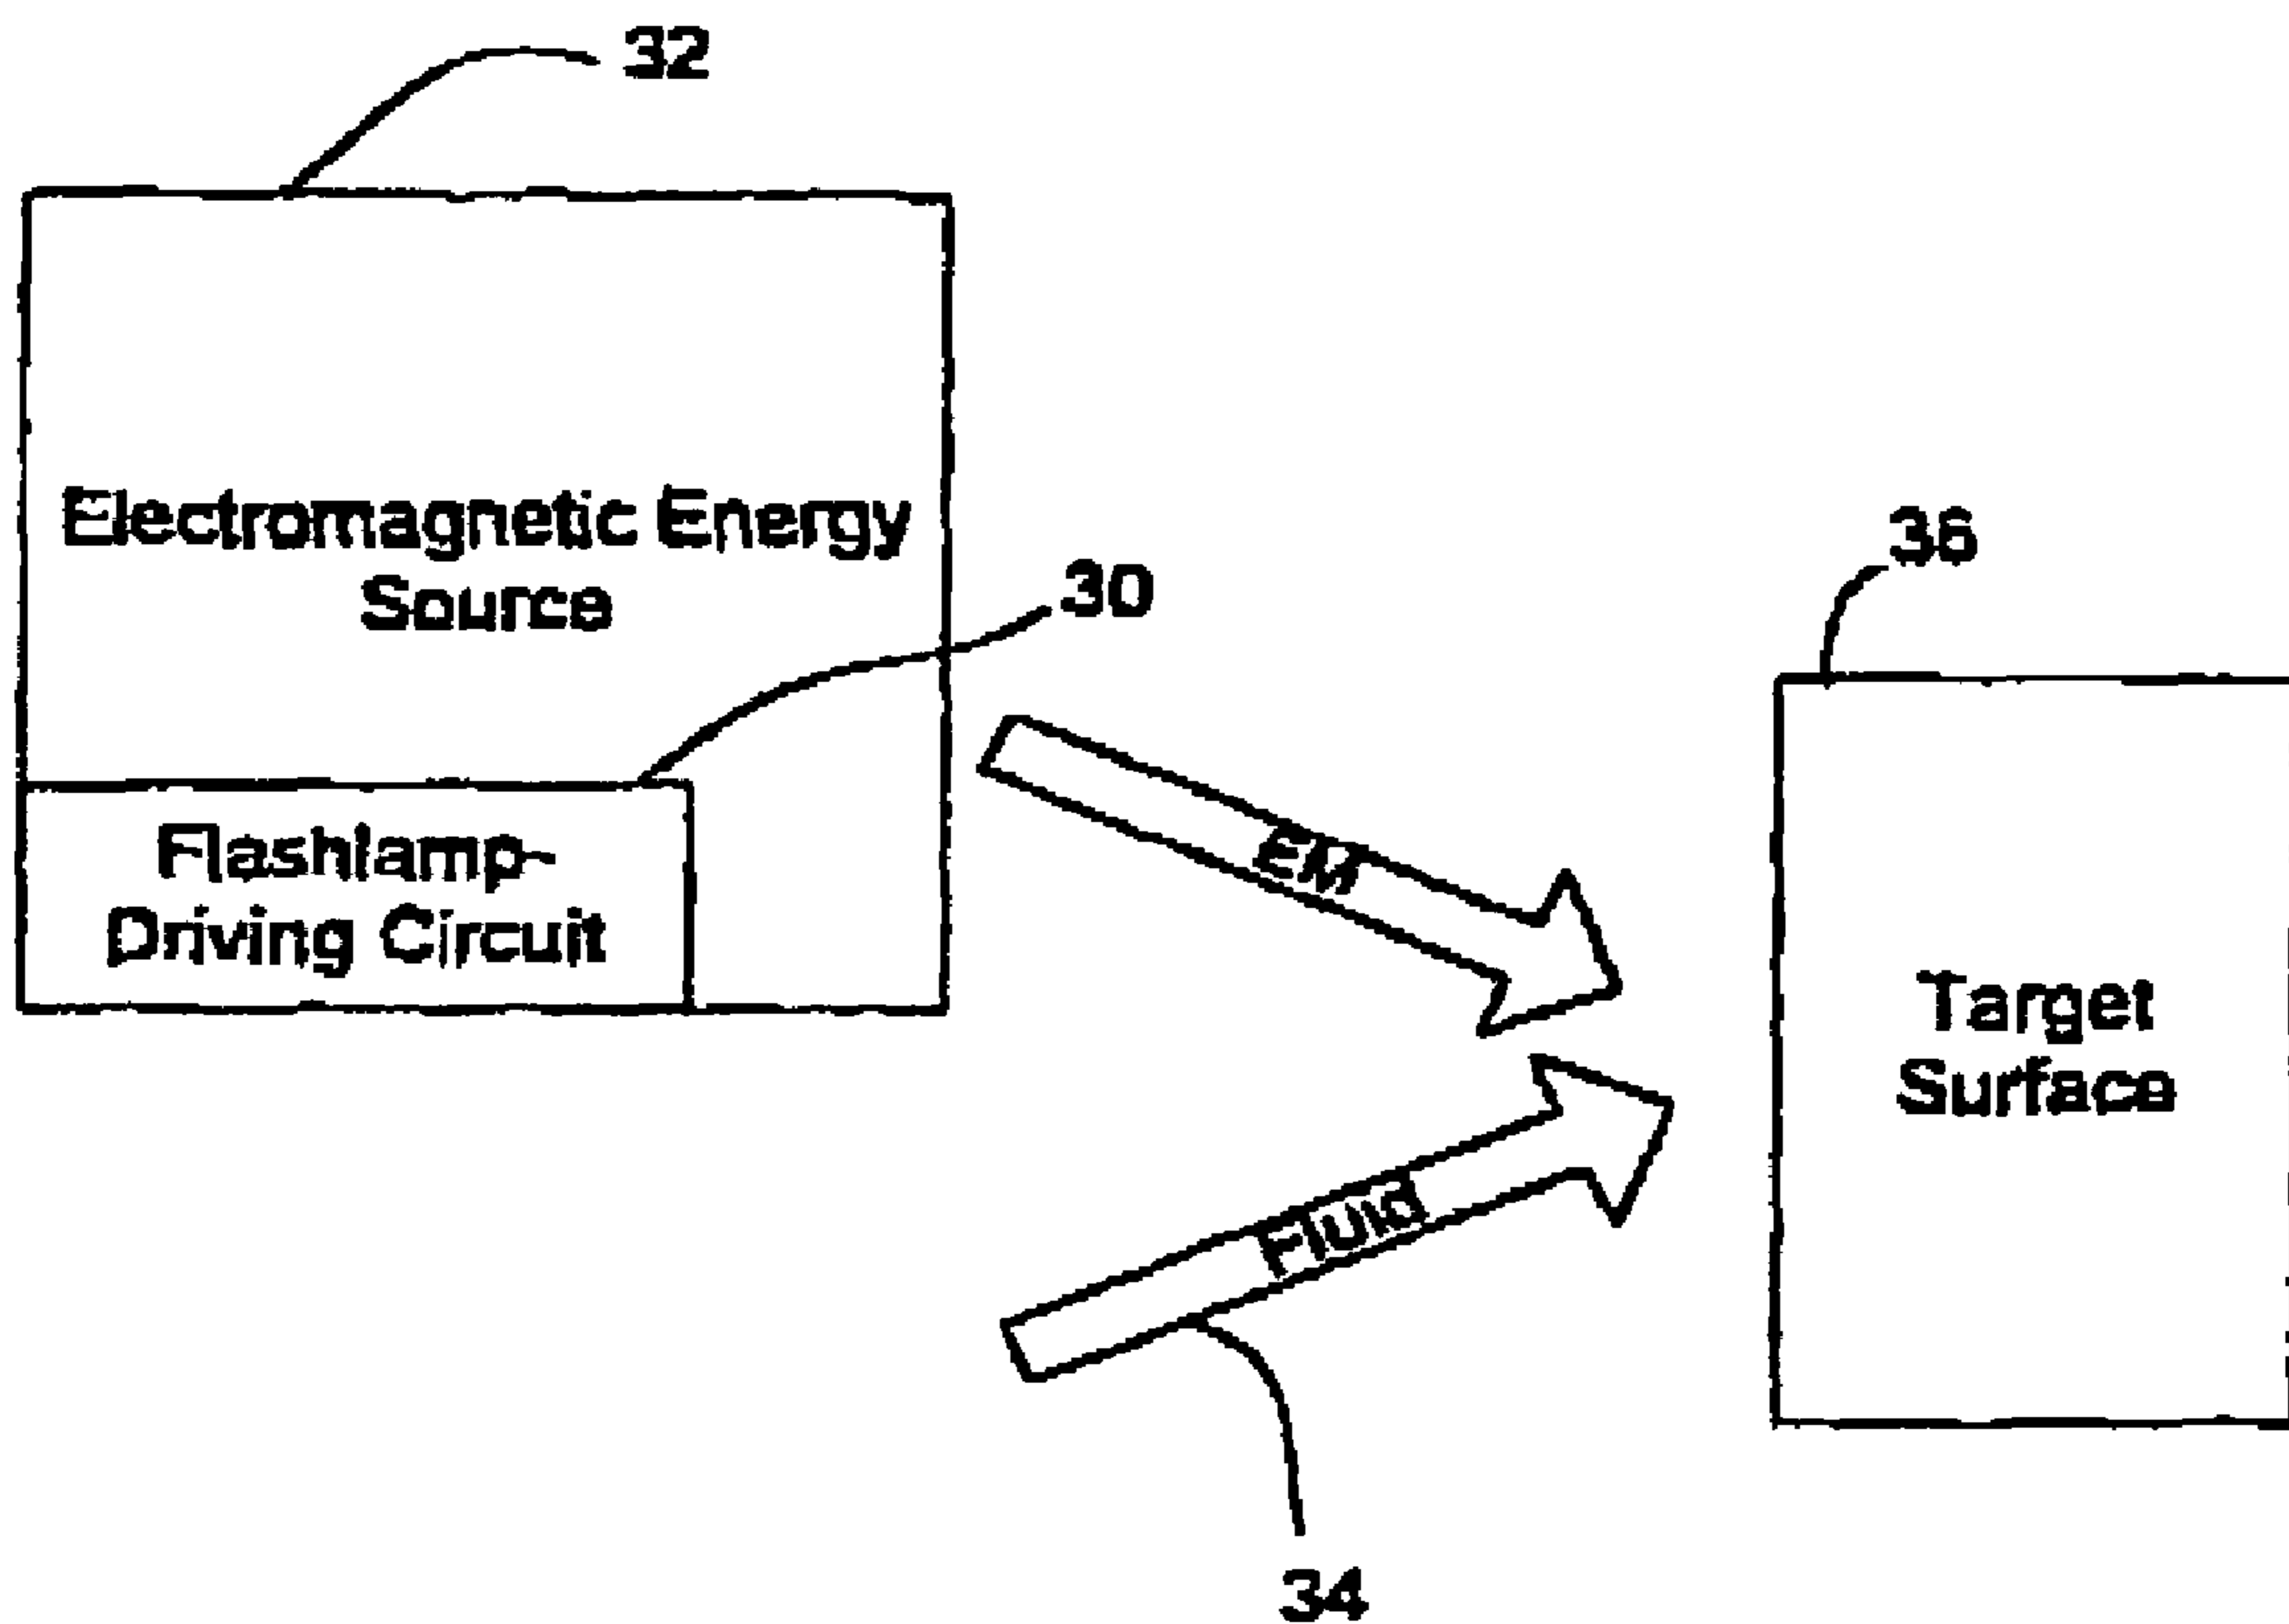 32
Electromagnetic Energy
Source
30
36
Flashlamp-
Driving Circuit
EM
Target
Surface
Fluid
34